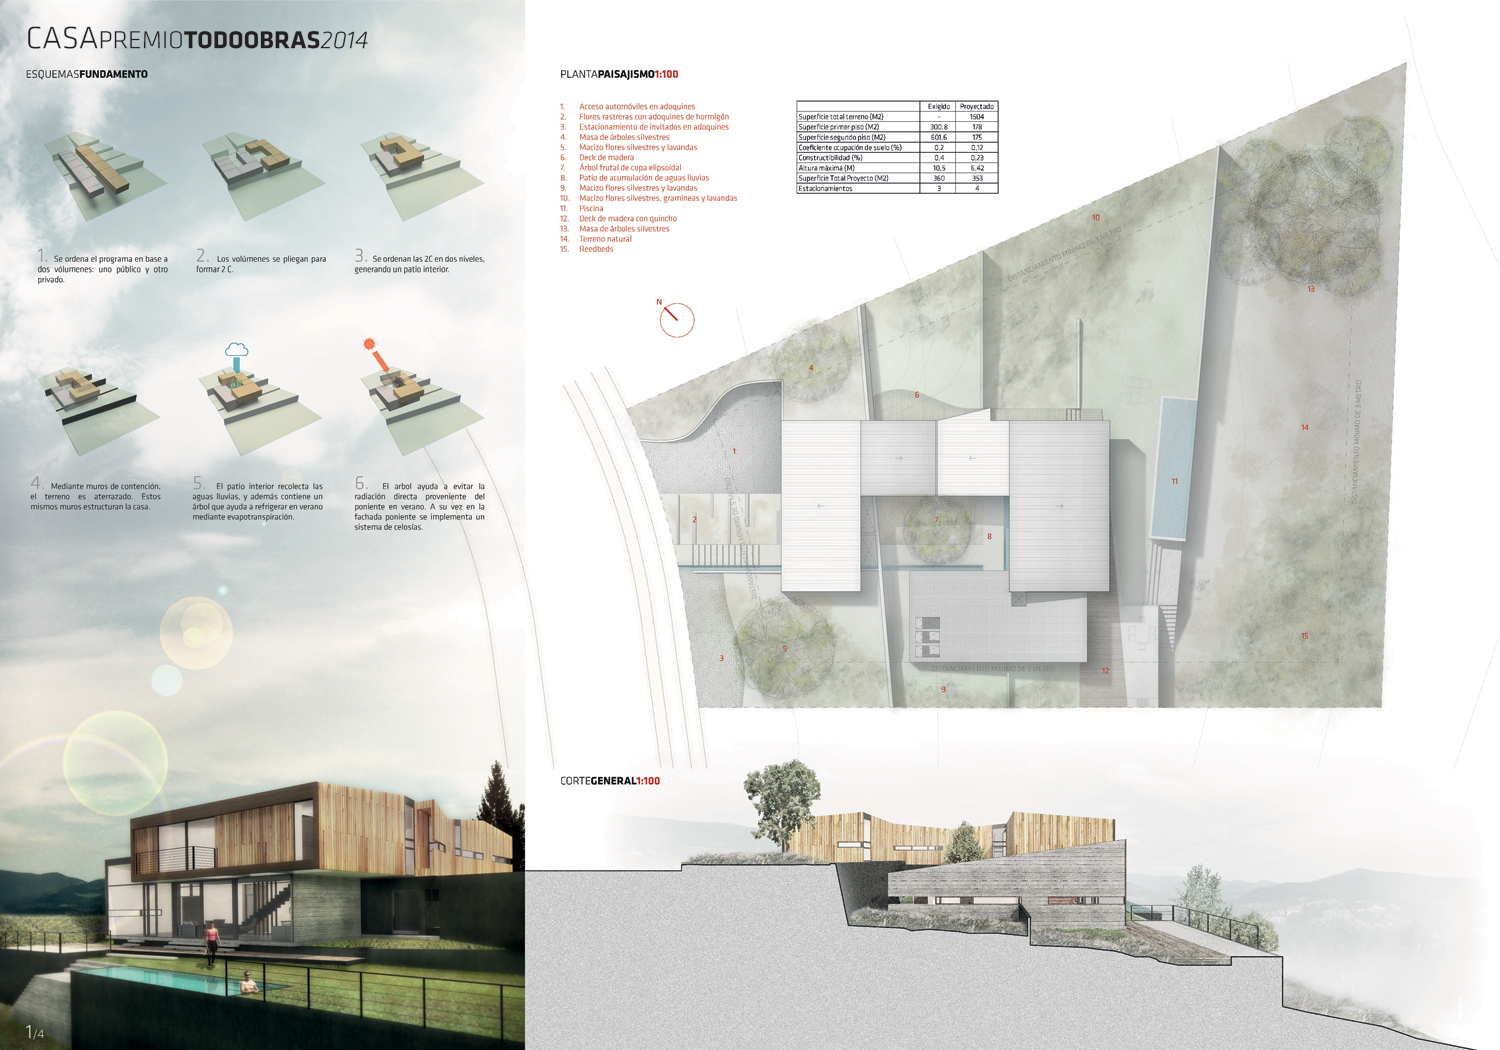 CASAPREMIOTODOOBRAS2014
ESQUEMASFUNDAMENTO
1. Se ordena el programa en base a
dos vólumenes: uno público y otro
privado.
2. Los volúmenes se pliegan para
formar 2 C.
3. Se ordenan las 2C en dos niveles,
generando un patio interior.
4. Mediante muros de contención,
el terreno es aterrazado. Estos
mismos muros estructuran la casa.
5. El patio interior recolecta las
aguas lluvias, y además contiene un
árbol que ayuda a refrigerar en verano
mediante evapotranspiración.
6. El arbol ayuda a evitar la
radiación directa proveniente del
poniente en verano. A su vez en la
fachada poniente se implementa un
sistema de celosías.
1/4
PLANTAPAISAJISMO1:100
1. Acceso automóviles en adoquines
2. Flores rastreras con adoquines de hormigón
3. Estacionamiento de invitados en adoquines
4. Masa de árboles silvestres
5. Macizo flores silvestres y lavandas
6. Deck de madera
7. Árbol frutal de copa elipsoidal
8. Patio de acumulación de aguas lluvias
9. Macizo flores silvestres y lavandas
10. Macizo flores silvestres, gramíneas y lavandas
11. Piscina
12. Deck de madera con quincho
13. Masa de árboles silvestres
14. Terreno natural
15. Reedbeds
Exigido Proyectado
Superficie total terreno (M2) - 1504
Superficie primer piso (M2) 300.8 178
Superficie segundo piso (M2) 601.6 175
Coeficiente ocupación de suelo (%) 0,2 0,12
Constructibilidad (%) 0,4 0,23
Altura máxima (M) 10,5 6.42
Superficie Total Proyecto (M2) 360 353
Estacionamientos 3 4
N
10
DISTANCIAMIENTO MINIMO DE 3 METRO
13
4
6
DISTANCIAMIENTO MINIMO DE 3 METRO
14
1
11
2
7
8
15
5
3
DISTANCIAMIENTO MINIMO DE 3 METRO
12
9
CORTEGENERAL1:100